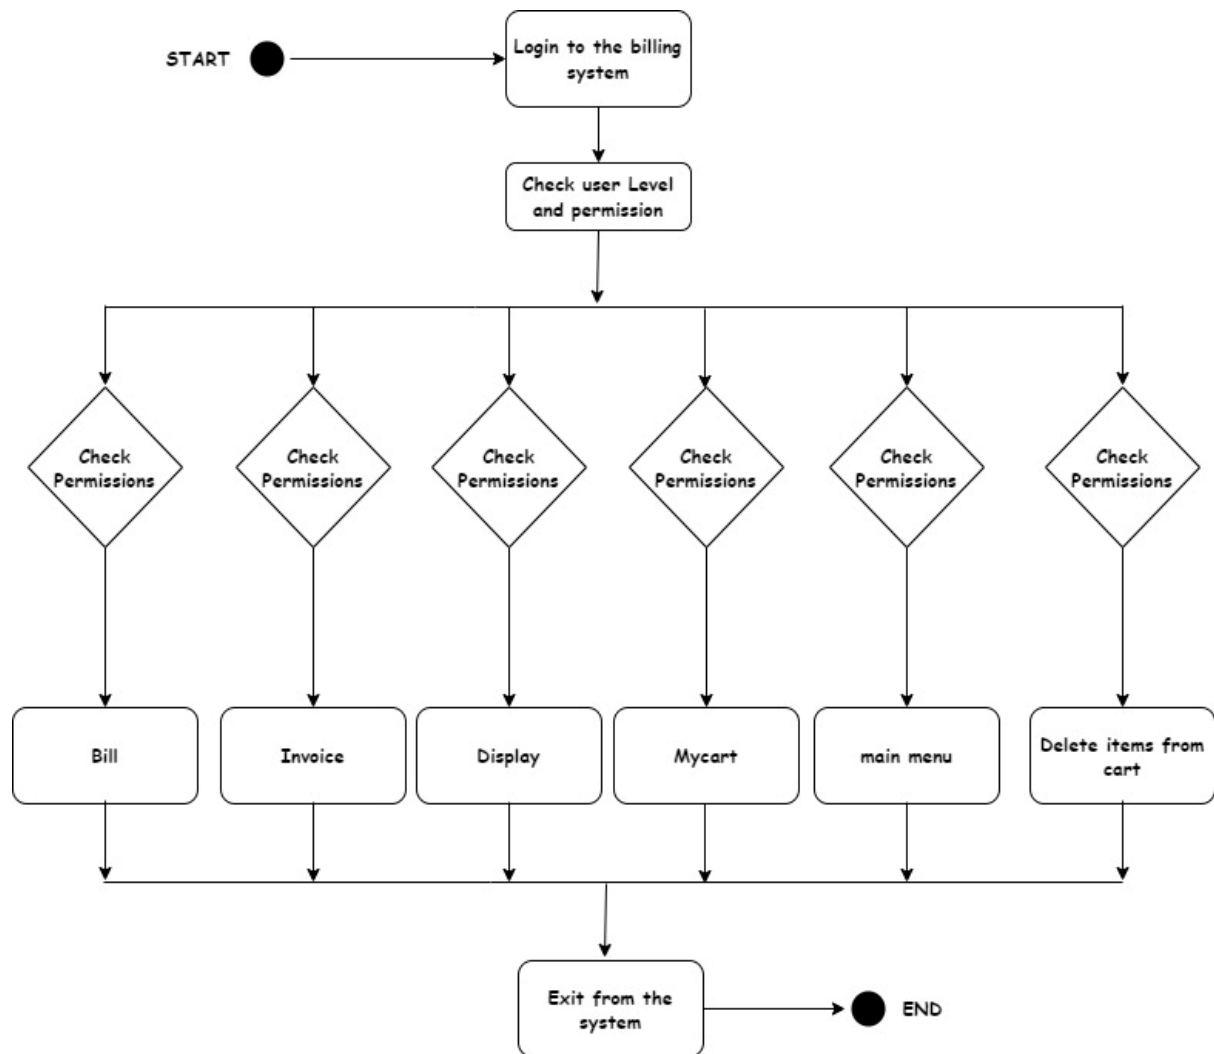 START
Login to the billing
system
Check user Level
and permission
Check
Permissions
Check
Permissions
Check
Permissions
Check
Permissions
Check
Permissions
Check
Permissions
Bill
Invoice
Display
Mycart
main menu
Delete items from
cart
Exit from the
system
END